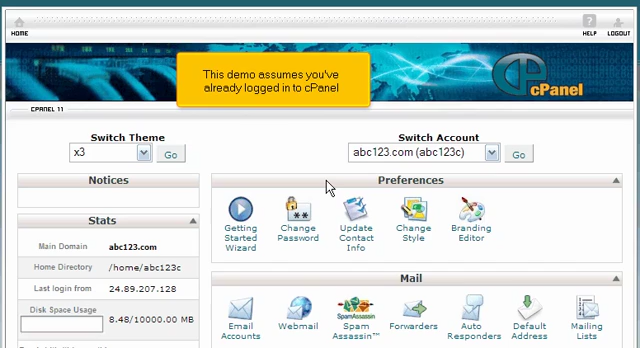 HOME
HELP
LOGOUT
This demo assumes you've
already logged in to cPanel
cPanel
CPANEL 11
Switch Theme
x3
Go
Switch Account
abc123.com (abc123c)
Go
Notices
Stats
Main Domain abc123.com
Home Directory /home/abc123c
Last login from 24.89.207.128
Disk Space Usage 8.48/10000.00 MB
Preferences
Getting Started Wizard
Change Password
Update Contact Info
Change Style
Branding Editor
Mail
SpamAssassin
Email Accounts
Webmail
Spam Assassin™
Forwarders
Auto Responders
Default Address
Mailing Lists